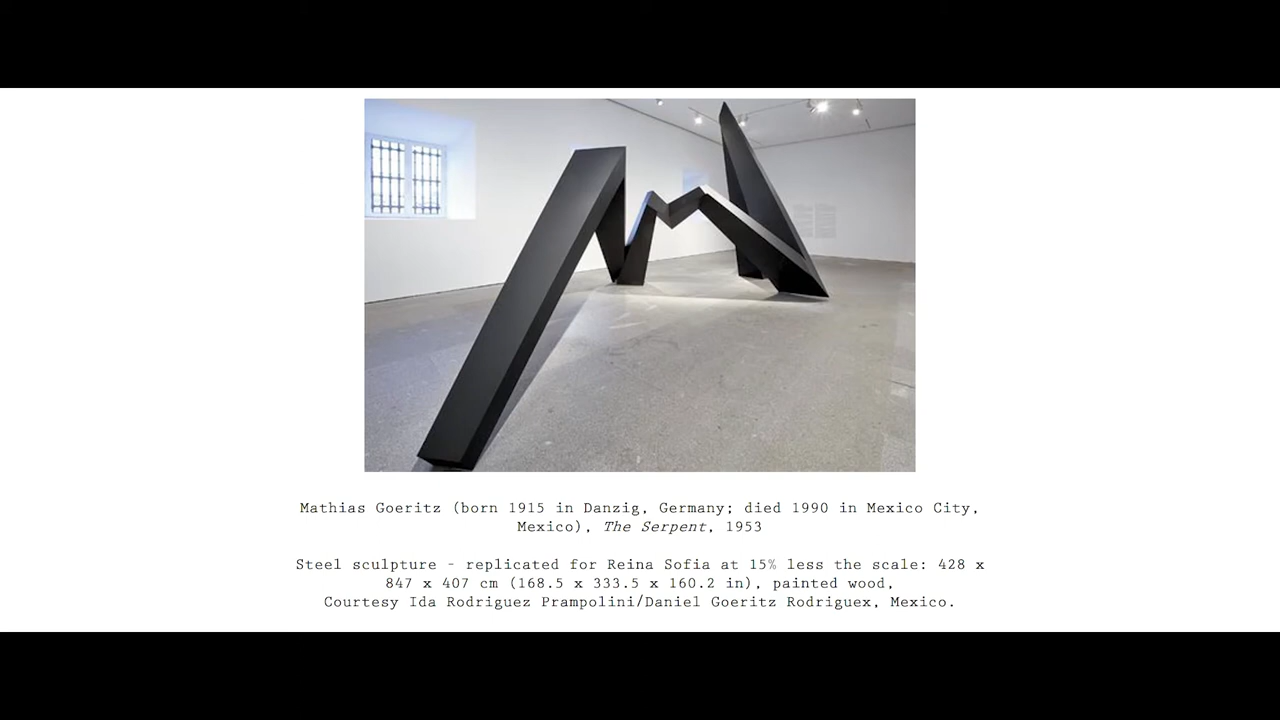 Mathias Goeritz (born 1915 in Danzig, Germany; died 1990 in Mexico City,
Mexico), The Serpent, 1953
Steel sculpture - replicated for Reina Sofia at 15% less the scale: 428 x
847 x 407 cm (168.5 x 333.5 x 160.2 in), painted wood,
Courtesy Ida Rodriguez Prampolini/Daniel Goeritz Rodriguex, Mexico.